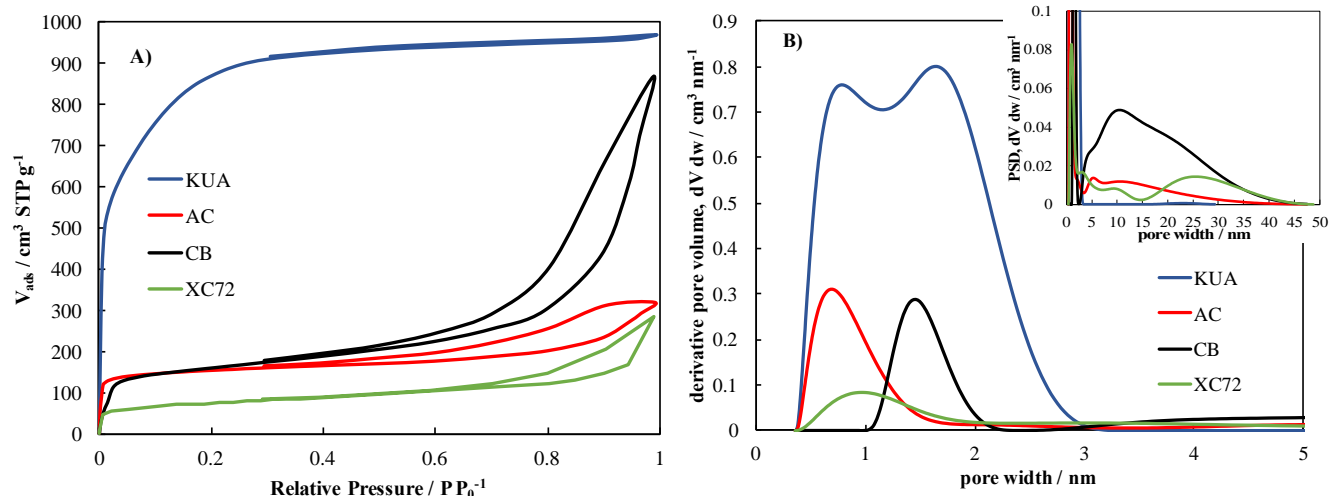 A)
1000
900
800
700
600
500
400
300
200
100
0
V_ads / cm³ STP g⁻¹
KUA
AC
CB
XC72
0
0.2
0.4
0.6
0.8
1
Relative Pressure / P P₀⁻¹
B)
0.9
0.8
0.7
0.6
0.5
0.4
0.3
0.2
0.1
0
derivative pore volume, dV dw / cm³ nm⁻¹
0.1
0.08
0.06
0.04
0.02
0
PSD, dV dw / cm³ nm⁻¹
0 5 10 15 20 25 30 35 40 45 50
pore width / nm
KUA
AC
CB
XC72
0
1
2
3
4
5
pore width / nm